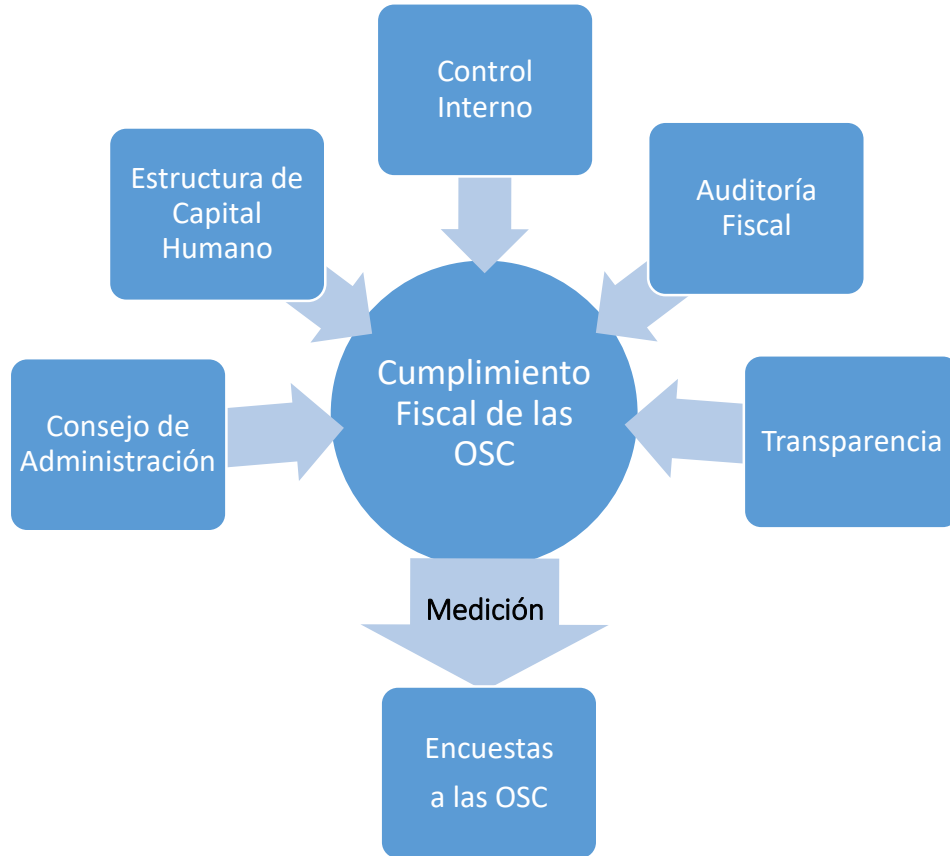 Control
Interno
Estructura de
Capital
Humano
Auditoría
Fiscal
Consejo de
Administración
Cumplimiento
Fiscal de las
OSC
Transparencia
Medición
Encuestas
a las OSC